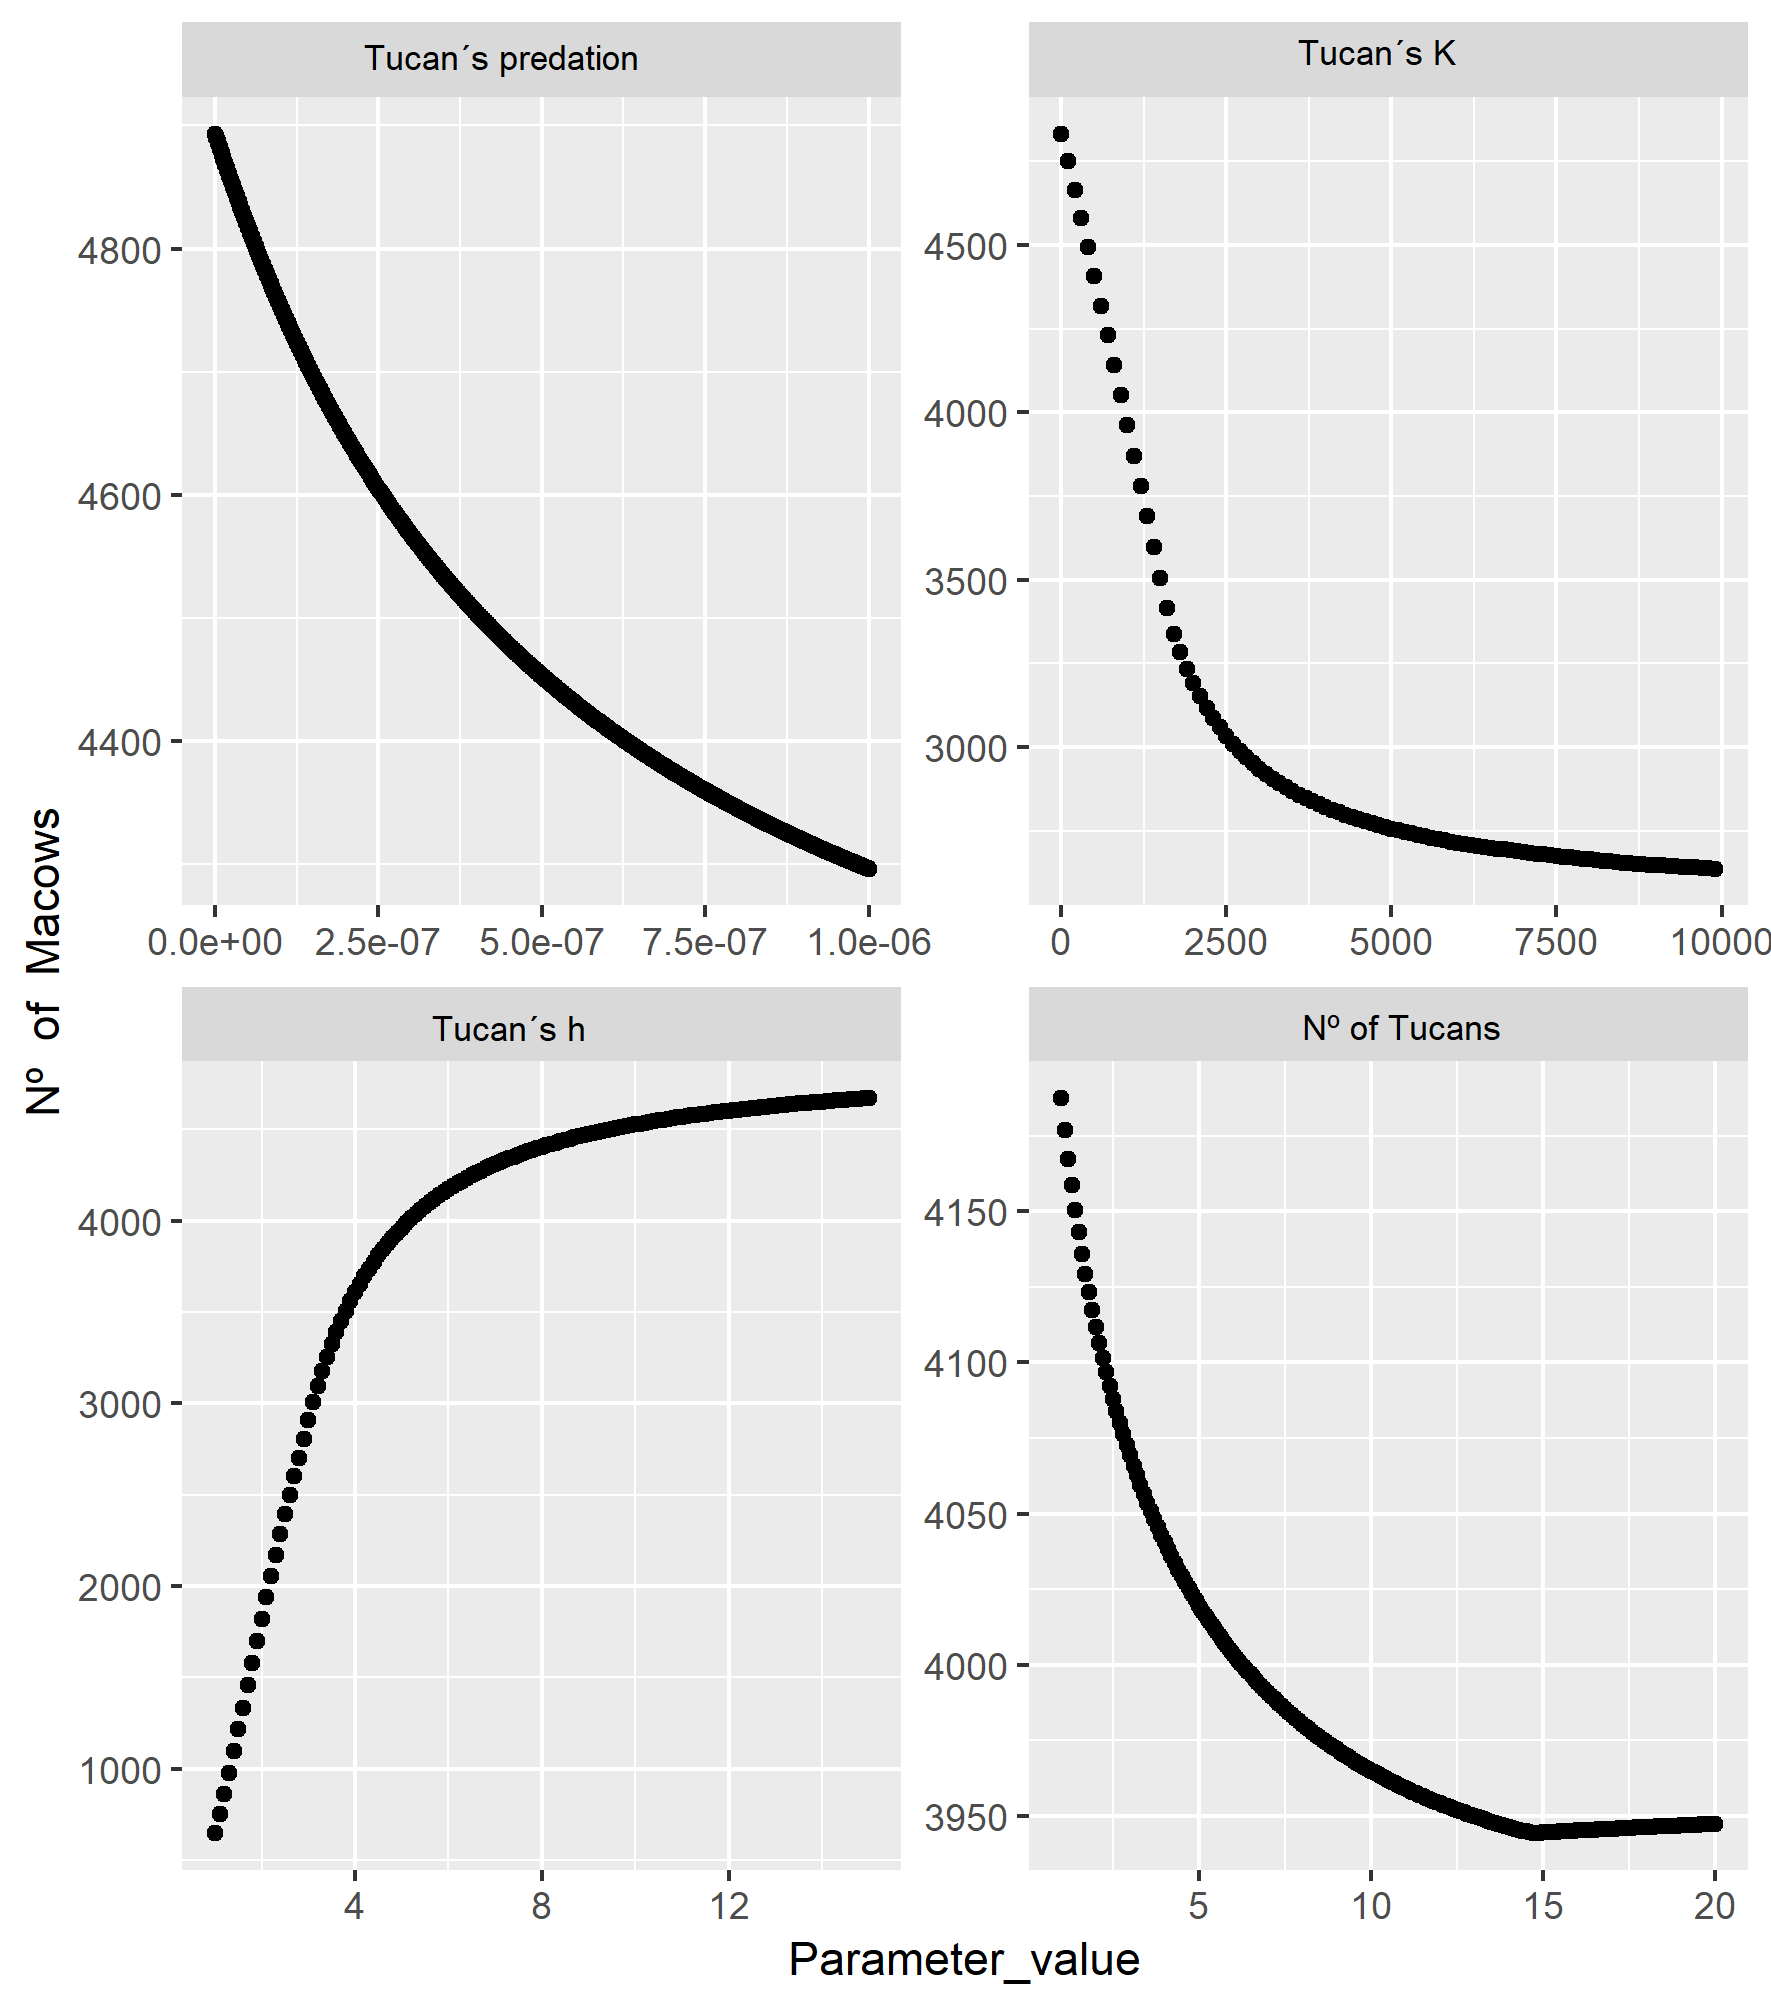 Tucan´s predation
Tucan´s K
4800
4600
4400
4500
4000
3500
3000
0.0e+00 2.5e-07 5.0e-07 7.5e-07 1.0e-06
0 2500 5000 7500 10000
Nº of Macows
Tucan´s h
Nº of Tucans
4000
3000
2000
1000
4150
4100
4050
4000
3950
4 8 12
5 10 15 20
Parameter_value